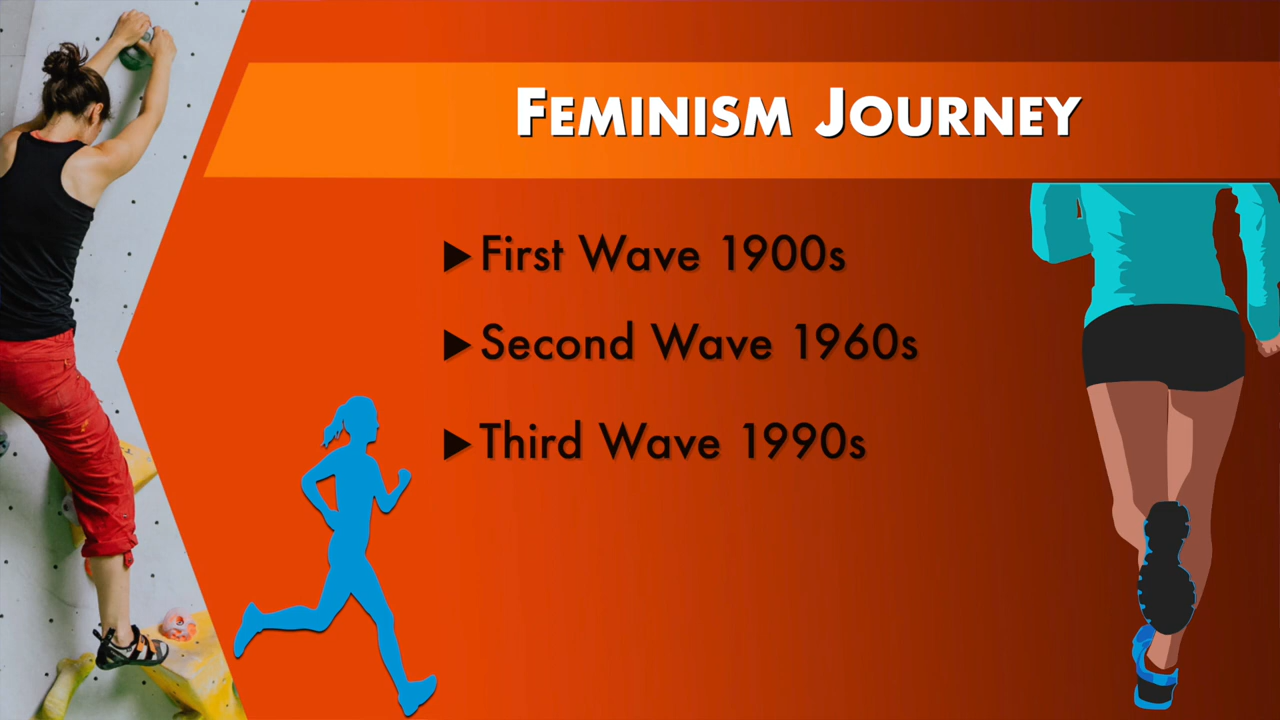 Feminism Journey
▶First Wave 1900s
▶Second Wave 1960s
▶Third Wave 1990s